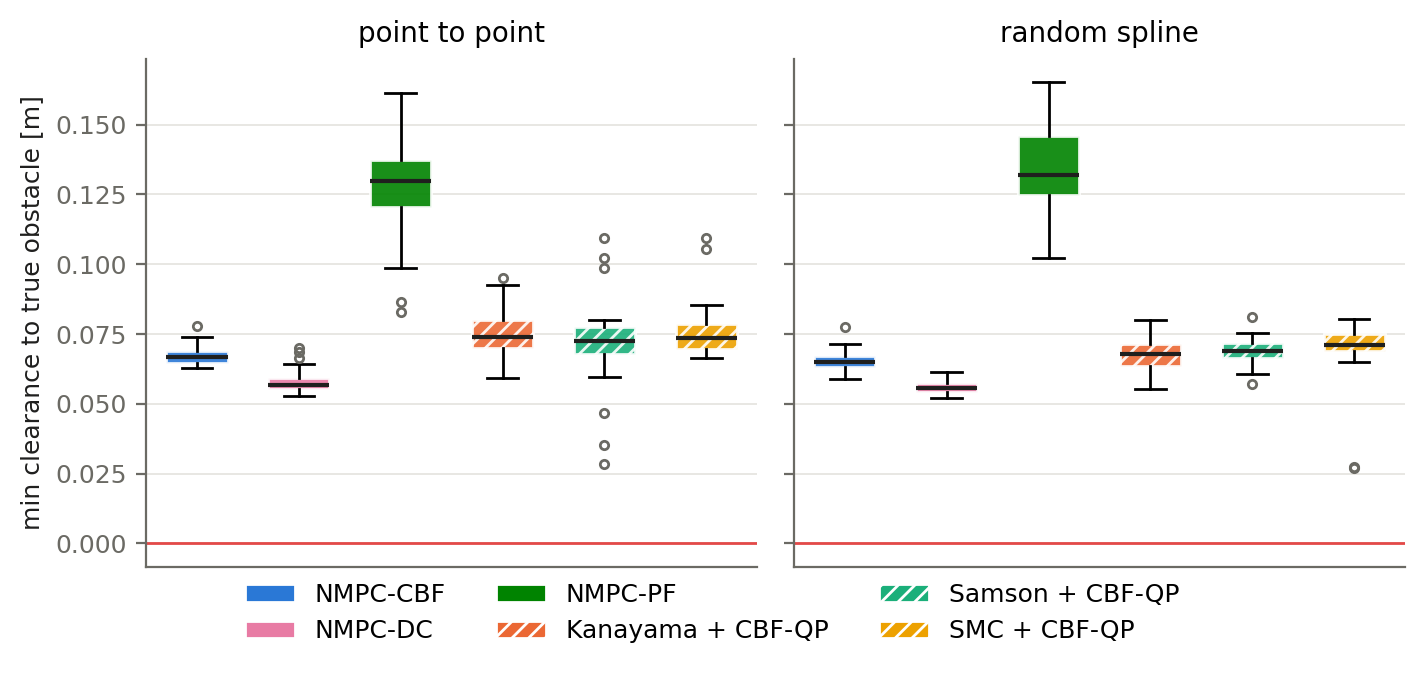 point to point
random spline
min clearance to true obstacle [m]
0.150
0.125
0.100
0.075
0.050
0.025
0.000
NMPC-CBF
NMPC-DC
NMPC-PF
Kanayama + CBF-QP
Samson + CBF-QP
SMC + CBF-QP